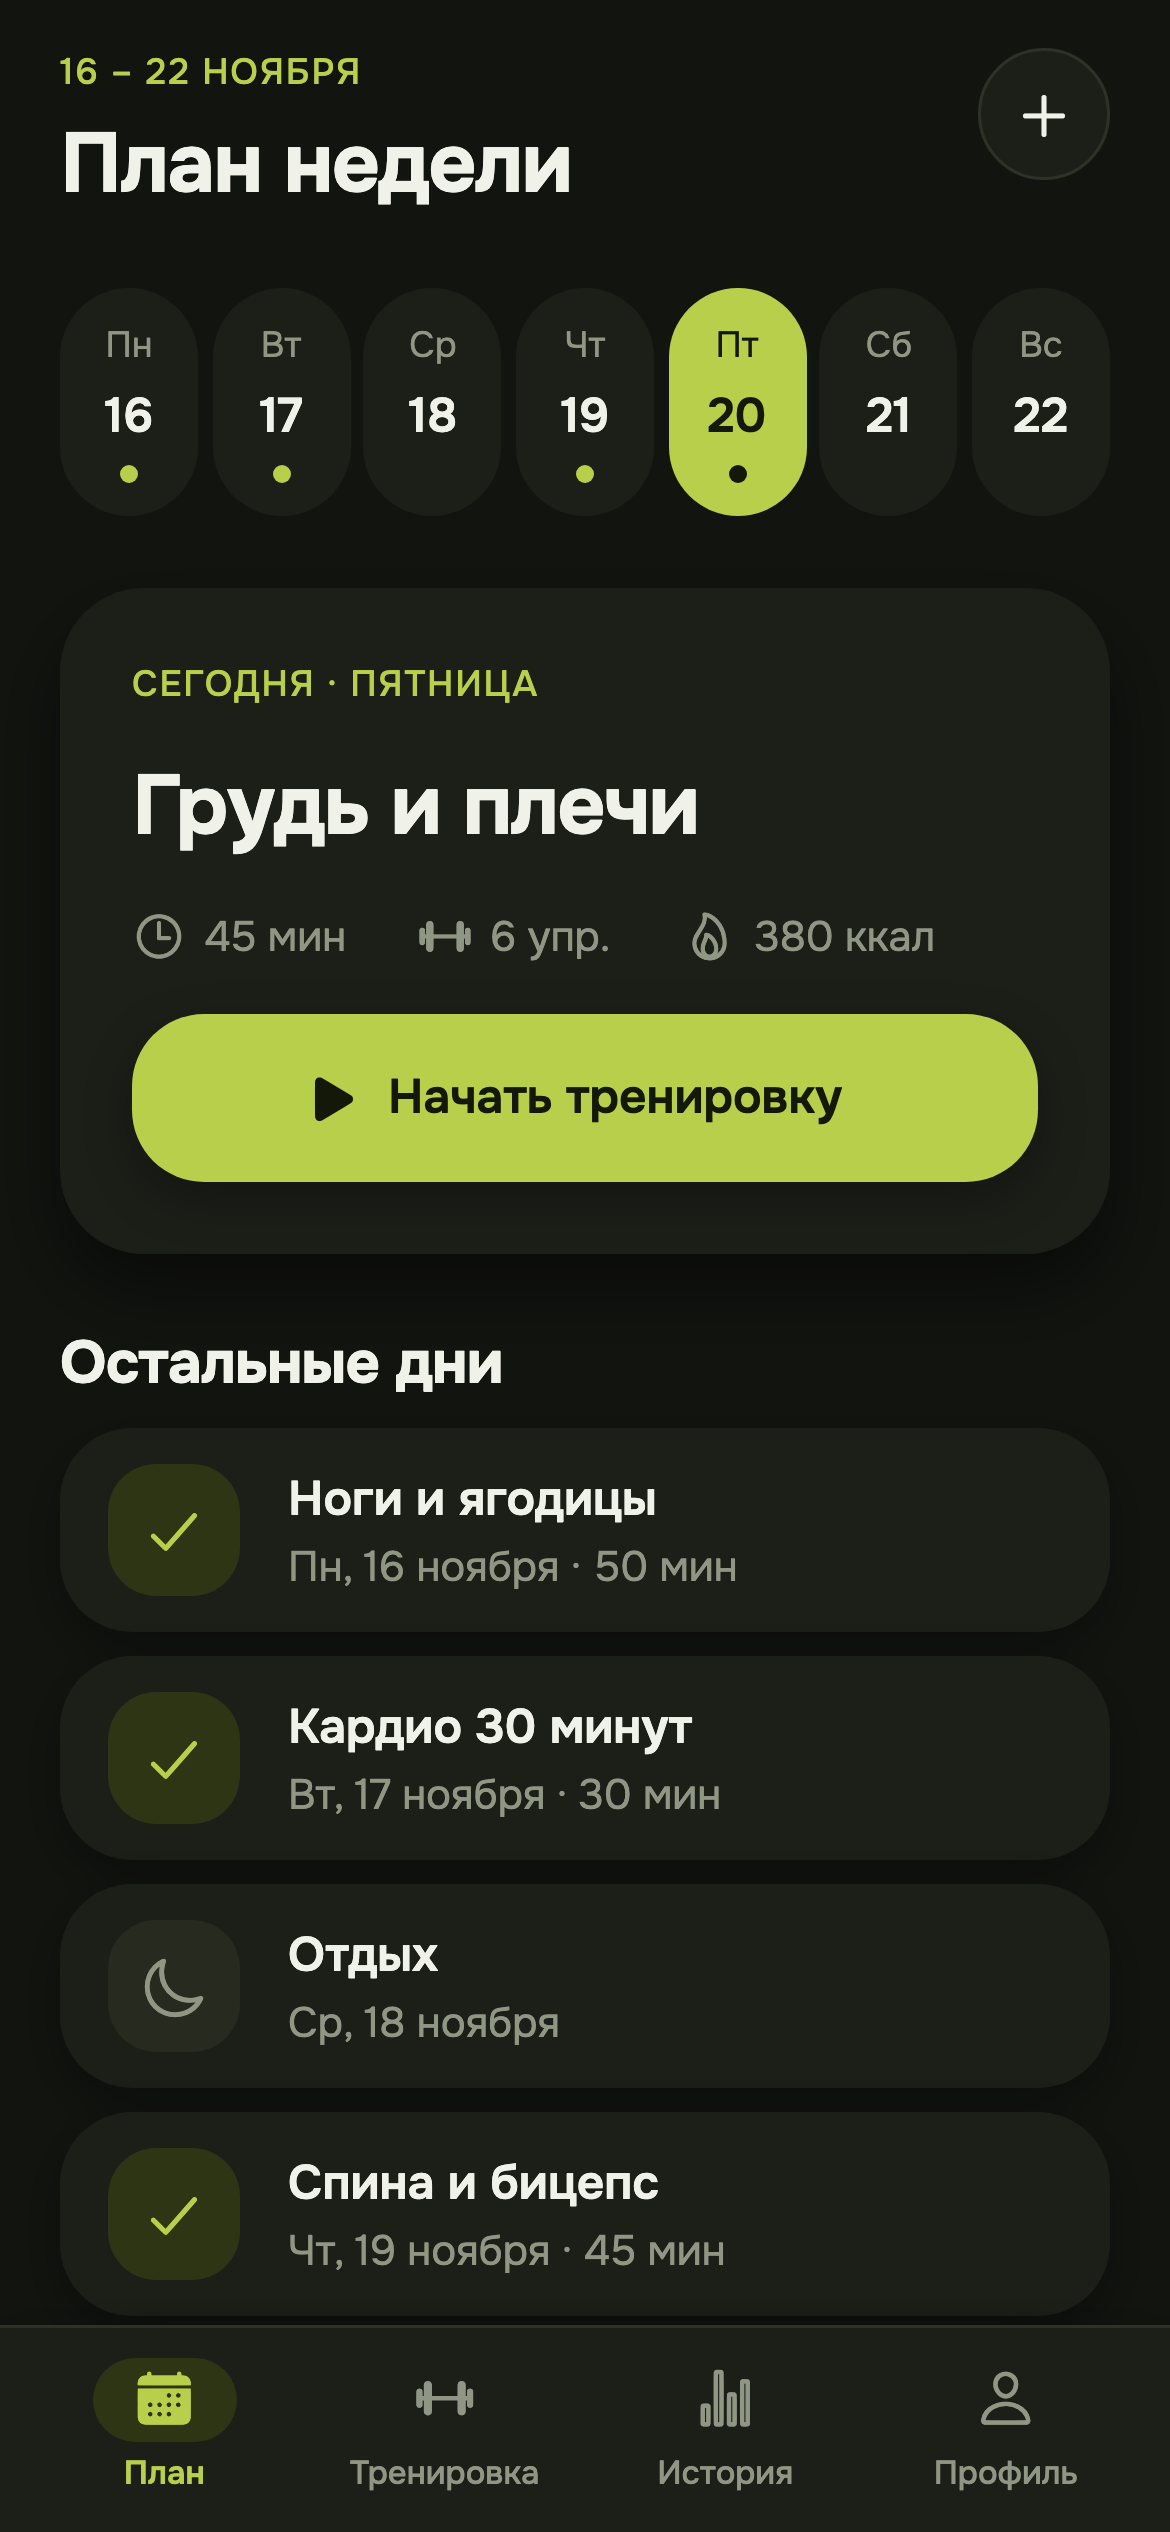 16 – 22 НОЯБРЯ
План недели
Пн Вт Ср Чт Пт Сб Вс
16 17 18 19 20 21 22
СЕГОДНЯ · ПЯТНИЦА
Грудь и плечи
45 мин 6 упр. 380 ккал
Начать тренировку
Остальные дни
Ноги и ягодицы
Пн, 16 ноября · 50 мин
Кардио 30 минут
Вт, 17 ноября · 30 мин
Отдых
Ср, 18 ноября
Спина и бицепс
Чт, 19 ноября · 45 мин
План Тренировка История Профиль